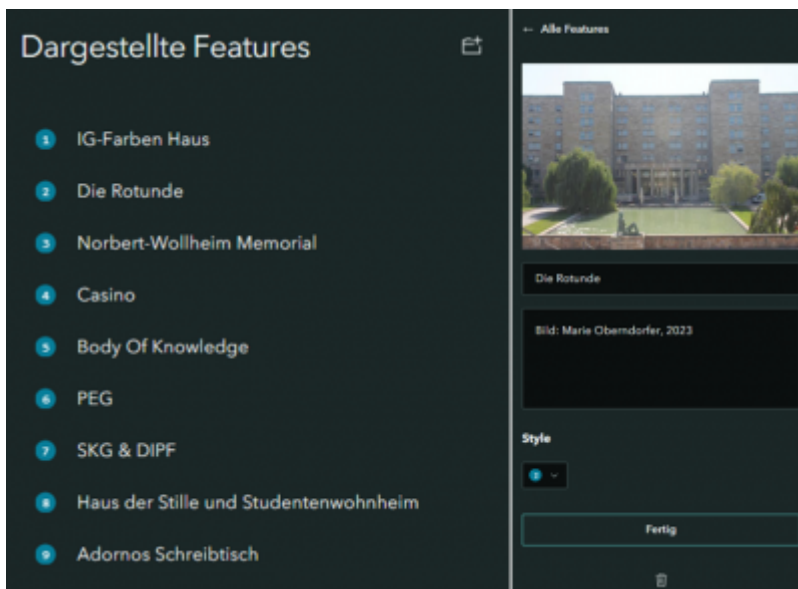 Dargestellte Features
1 IG-Farben Haus
2 Die Rotunde
3 Norbert-Wollheim Memorial
4 Casino
5 Body Of Knowledge
6 PEG
7 SKG & DIPF
8 Haus der Stille und Studentenwohnheim
9 Adornos Schreibtisch
← Alle Features
Die Rotunde
Bild: Marie Oberndorfer, 2023
Style
2
Fertig